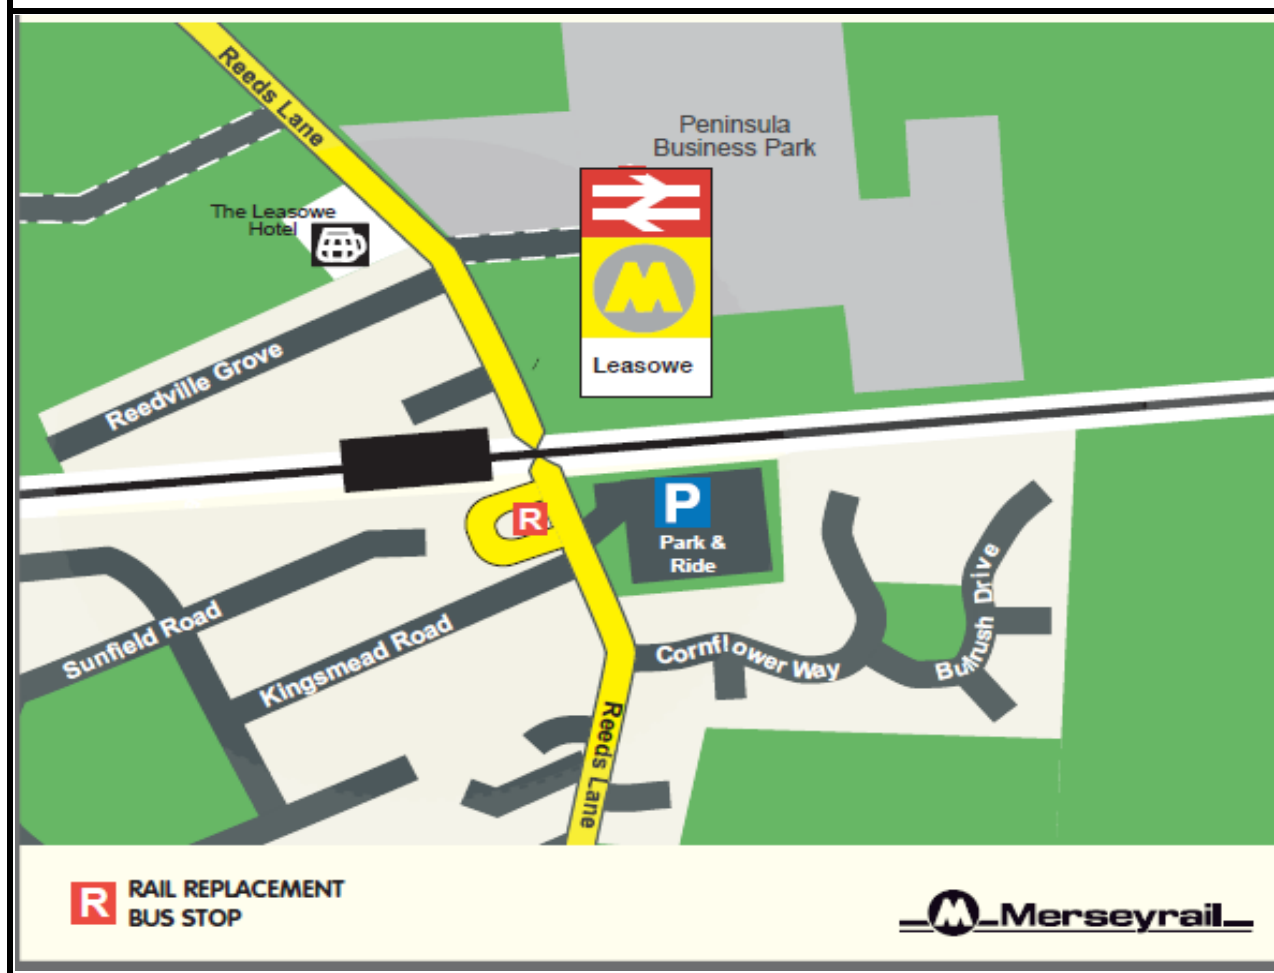 Reeds Lane
Peninsula
Business Park
The Leasowe
Hotel
Leasowe
Reedville Grove
R
P
Park &
Ride
Sunfield Road
Kingsmead Road
Cornflower Way
Bullrush Drive
Reeds Lane
R RAIL REPLACEMENT
BUS STOP
Merseyrail